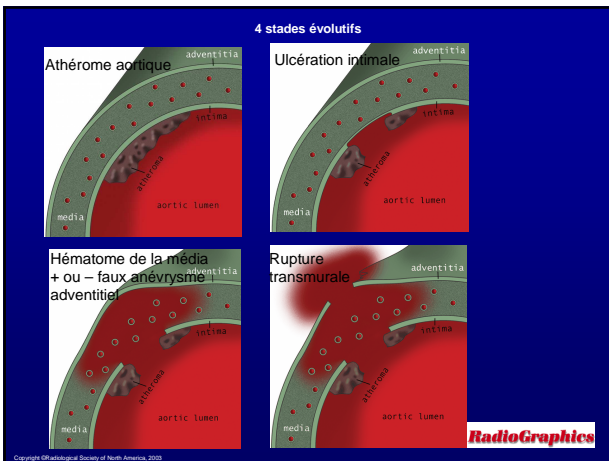 4 stades évolutifs
Athérome aortique
adventitia
intima
atheroma
aortic lumen
media
Ulcération intimale
adventitia
intima
atheroma
aortic lumen
media
Hématome de la média
+ ou – faux anévrysme
adventitiel
adventitia
intima
atheroma
aortic lumen
media
Rupture
transmurale
adventitia
intima
atheroma
aortic lumen
media
RadioGraphics
Copyright ©Radiological Society of North America, 2003